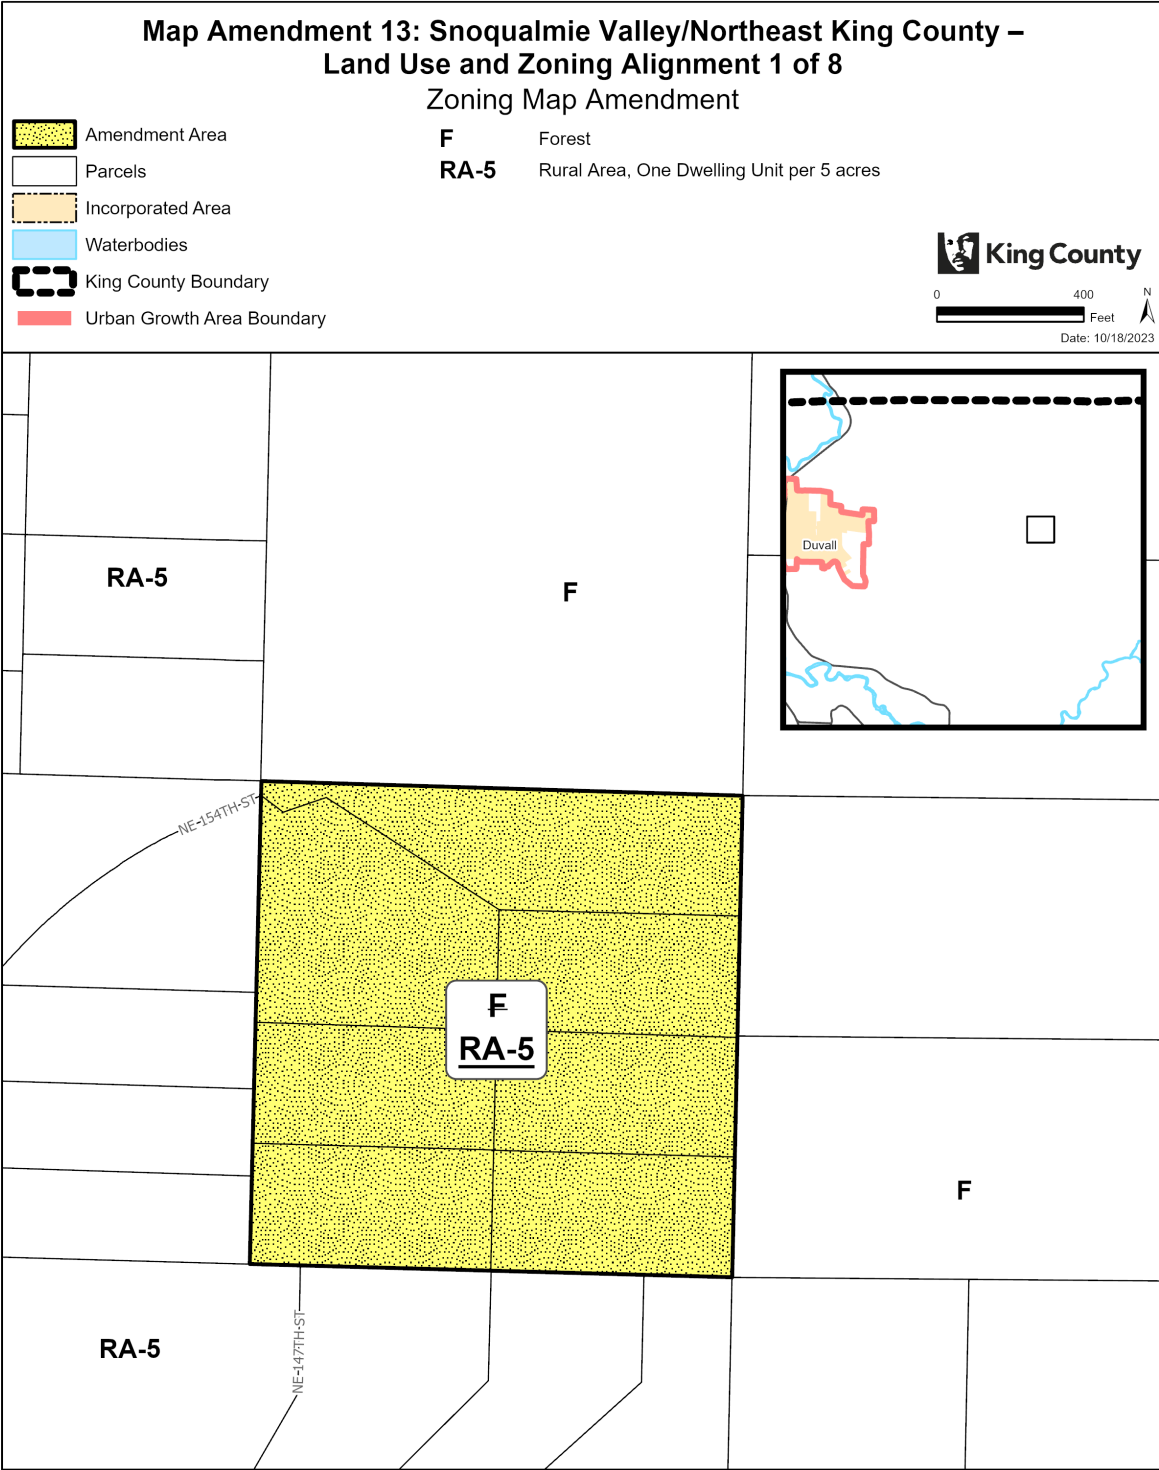 Map Amendment 13: Snoqualmie Valley/Northeast King County –
Land Use and Zoning Alignment 1 of 8
Zoning Map Amendment
Amendment Area
Parcels
Incorporated Area
Waterbodies
King County Boundary
Urban Growth Area Boundary
F Forest
RA-5 Rural Area, One Dwelling Unit per 5 acres
King County
0 400
Feet
N
Date: 10/18/2023
Duvall
RA-5
F
NE 154TH ST
F
RA-5
F
RA-5
NE 147TH ST